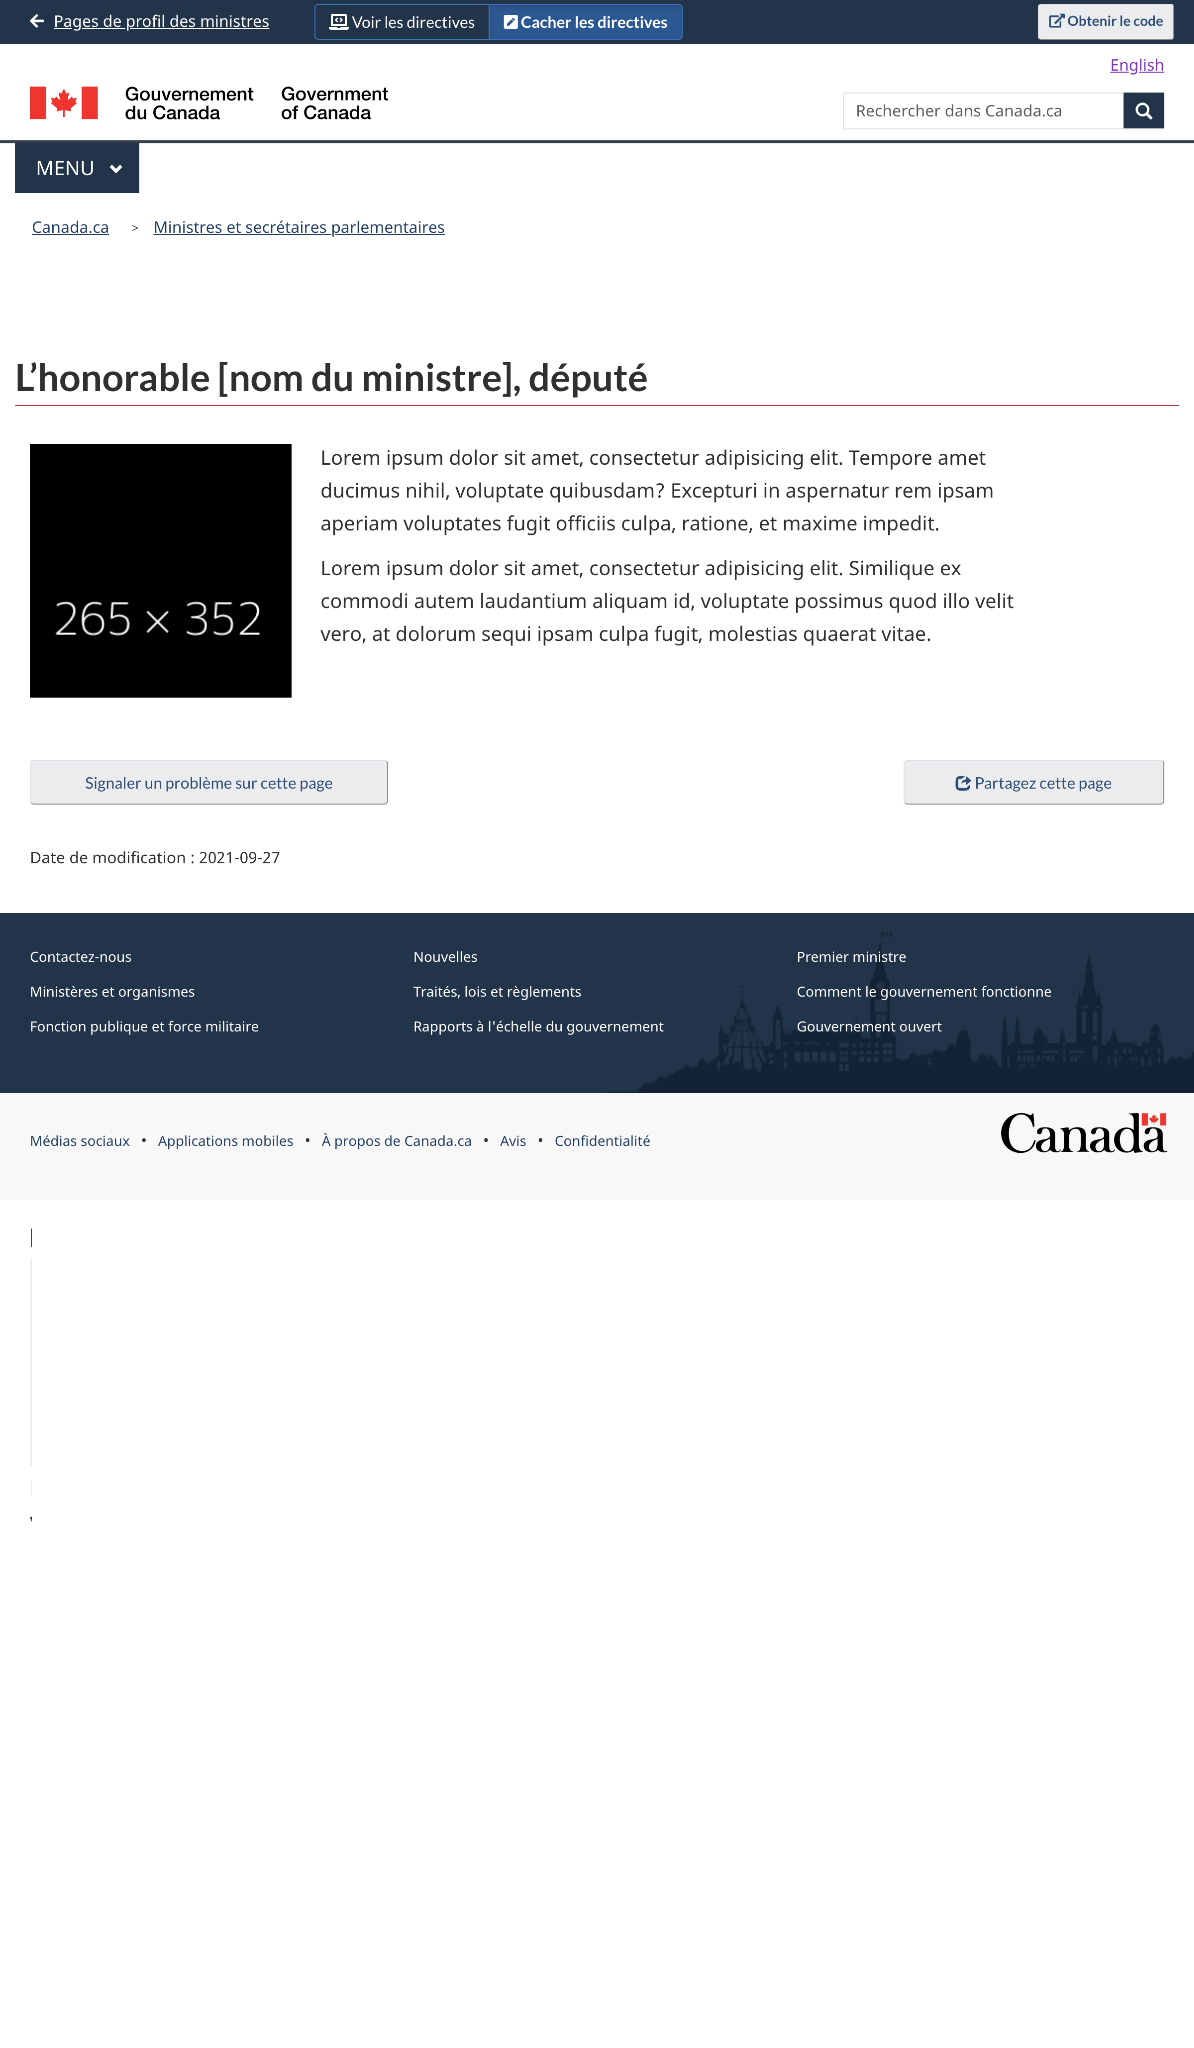 Pages de profil des ministres
Voir les directives
Cacher les directives
Obtenir le code
English
Gouvernement du Canada
Government of Canada
Rechercher dans Canada.ca
MENU
Canada.ca > Ministres et secrétaires parlementaires
L’honorable [nom du ministre], député
265 × 352
Lorem ipsum dolor sit amet, consectetur adipisicing elit. Tempore amet
ducimus nihil, voluptate quibusdam? Excepturi in aspernatur rem ipsam
aperiam voluptates fugit officiis culpa, ratione, et maxime impedit.
Lorem ipsum dolor sit amet, consectetur adipisicing elit. Similique ex
commodi autem laudantium aliquam id, voluptate possimus quod illo velit
vero, at dolorum sequi ipsam culpa fugit, molestias quaerat vitae.
Signaler un problème sur cette page
Partagez cette page
Date de modification : 2021-09-27
Contactez-nous
Ministères et organismes
Fonction publique et force militaire
Nouvelles
Traités, lois et règlements
Rapports à l'échelle du gouvernement
Premier ministre
Comment le gouvernement fonctionne
Gouvernement ouvert
Médias sociaux • Applications mobiles • À propos de Canada.ca • Avis • Confidentialité
Canada